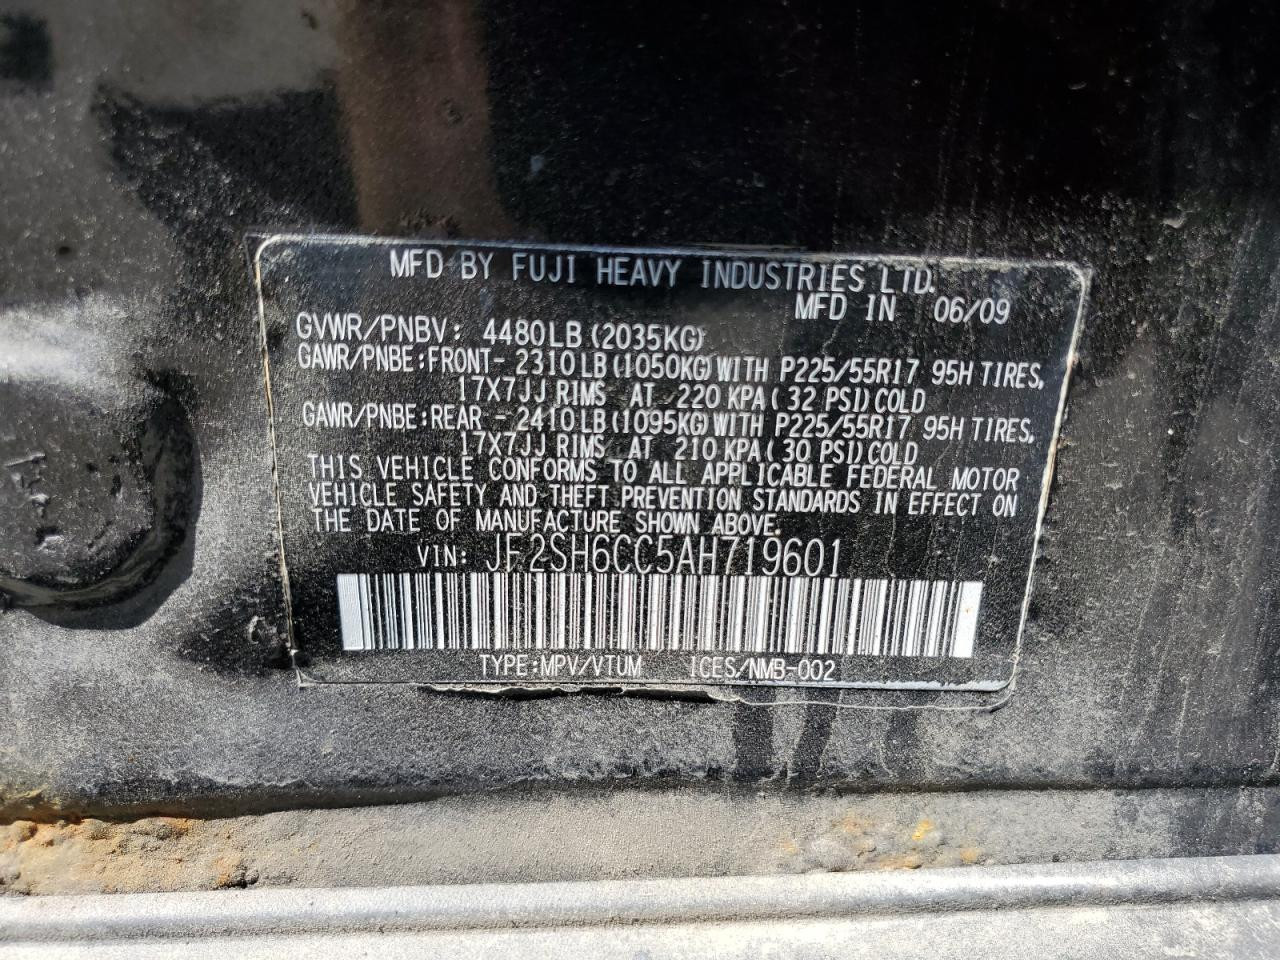 MFD BY FUJI HEAVY INDUSTRIES LTD.
MFD IN 06/09
GVWR/PNBV: 4480LB(2035KG)
GAWR/PNBE:FRONT- 2310LB(1050KG)WITH P225/55R17 95H TIRES,
17X7JJ RIMS AT 220 KPA( 32 PSI)COLD
GAWR/PNBE:REAR - 2410LB(1095KG)WITH P225/55R17 95H TIRES,
17X7JJ RIMS AT 210 KPA( 30 PSI)COLD
THIS VEHICLE CONFORMS TO ALL APPLICABLE FEDERAL MOTOR
VEHICLE SAFETY AND THEFT PREVENTION STANDARDS IN EFFECT ON
THE DATE OF MANUFACTURE SHOWN ABOVE.
VIN: JF2SH6CC5AH719601
TYPE:MPV/VTUM ICES/NMB-002